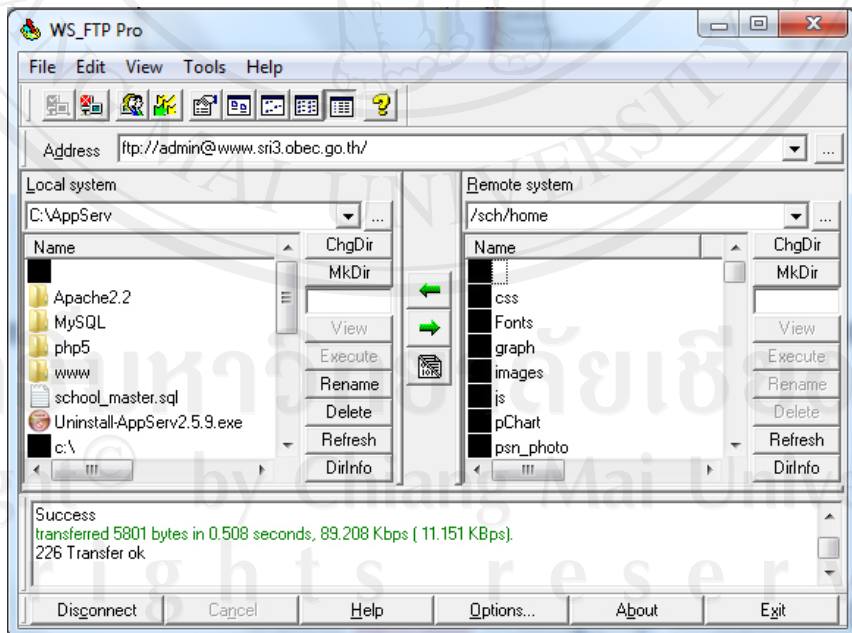 WS_FTP Pro
File Edit View Tools Help
Address ftp://admin@www.sri3.obec.go.th/ ...
Local system
C:\AppServ ...
Name
ChgDir
MkDir
Apache2.2
MySQL
php5
www
school_master.sql
Uninstall-AppServ2.5.9.exe
c:\
View
Execute
Rename
Delete
Refresh
DirInfo
Remote system
/sch/home ...
Name
ChgDir
MkDir
css
Fonts
graph
images
js
pChart
psn_photo
View
Execute
Rename
Delete
Refresh
DirInfo
Success
transferred 5801 bytes in 0.508 seconds, 89.208 Kbps ( 11.151 KBps).
226 Transfer ok
Disconnect Cancel Help Options... About Exit
by Chiang Mai